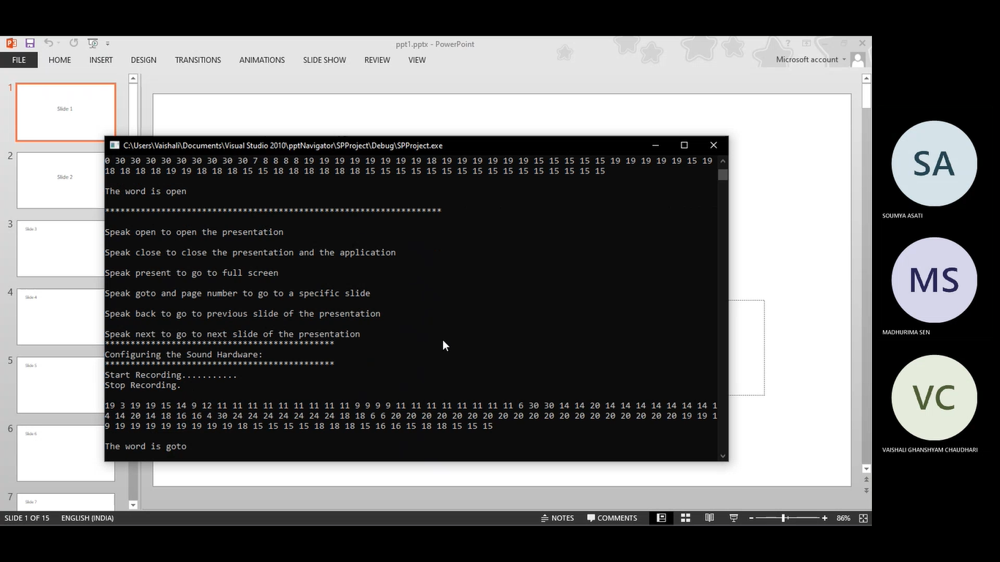 ppt1.pptx - PowerPoint
?
FILE HOME INSERT DESIGN TRANSITIONS ANIMATIONS SLIDE SHOW REVIEW VIEW
Microsoft account
1
Slide 1
2
Slide 2
3
Slide 3
4
Slide 4
5
Slide 5
6
Slide 6
7
Slide 7
C:\Users\Vaishali\Documents\Visual Studio 2010\pptNavigator\SPProject\Debug\SPProject.exe
0 30 30 30 30 30 30 30 30 7 8 8 8 8 19 19 19 19 19 19 19 19 18 19 19 19 19 19 19 15 15 15 15 15 19 19 19 19 19 15 19
18 18 18 18 19 19 18 18 18 15 15 18 18 18 18 18 18 15 15 15 15 15 15 15 15 15 15 15 15 15 15 15 15
The word is open
******************************************************************
Speak open to open the presentation
Speak close to close the presentation and the application
Speak present to go to full screen
Speak goto and page number to go to a specific slide
Speak back to go to previous slide of the presentation
Speak next to go to next slide of the presentation
*********************************************
Configuring the Sound Hardware:
*********************************************
Start Recording...........
Stop Recording.
19 3 19 19 15 14 9 12 11 11 11 11 11 11 11 11 11 9 9 9 9 11 11 11 11 11 11 11 11 6 30 30 14 14 20 14 14 14 14 14 14 14 1
4 14 20 14 18 16 16 4 30 24 24 24 24 24 24 24 18 18 6 6 20 20 20 20 20 20 20 20 20 20 20 20 20 20 20 20 20 20 20 19 19 1
9 19 19 19 19 19 19 19 19 18 15 15 15 15 18 18 18 15 16 16 15 18 18 15 15 15
The word is goto
SA
SOUMYA ASATI
MS
MADHURIMA SEN
VC
VAISHALI GHANSHYAM CHAUDHARI
SLIDE 1 OF 15 ENGLISH (INDIA) NOTES COMMENTS 86%